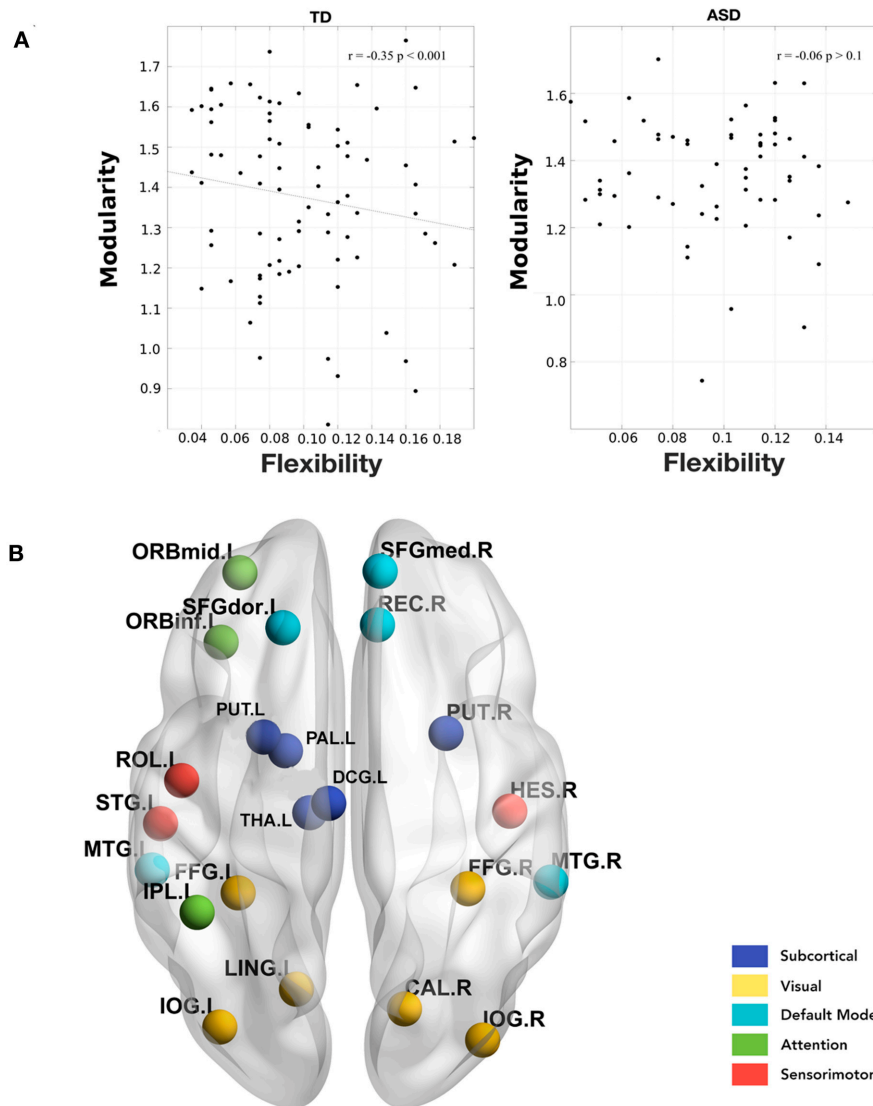 A
TD
r = -0.35 p < 0.001
1.7
1.6
1.5
1.4
1.3
1.2
1.1
1.0
0.9
Modularity
0.04 0.06 0.08 0.10 0.12 0.14 0.16 0.18
Flexibility
ASD
r = -0.06 p > 0.1
1.6
1.4
1.2
1.0
0.8
Modularity
0.06 0.08 0.1 0.12 0.14
Flexibility
B
ORBmid.l
SFGmed.R
SFGdor.l
REC.R
ORBinf.l
PUT.L
PUT.R
PAL.L
ROL.l
DCG.L
HES.R
STG.l
THA.L
MTG.l
MTG.R
FFG.l
FFG.R
IPL.l
LING.l
CAL.R
IOG.l
IOG.R
Subcortical
Visual
Default Mode
Attention
Sensorimotor